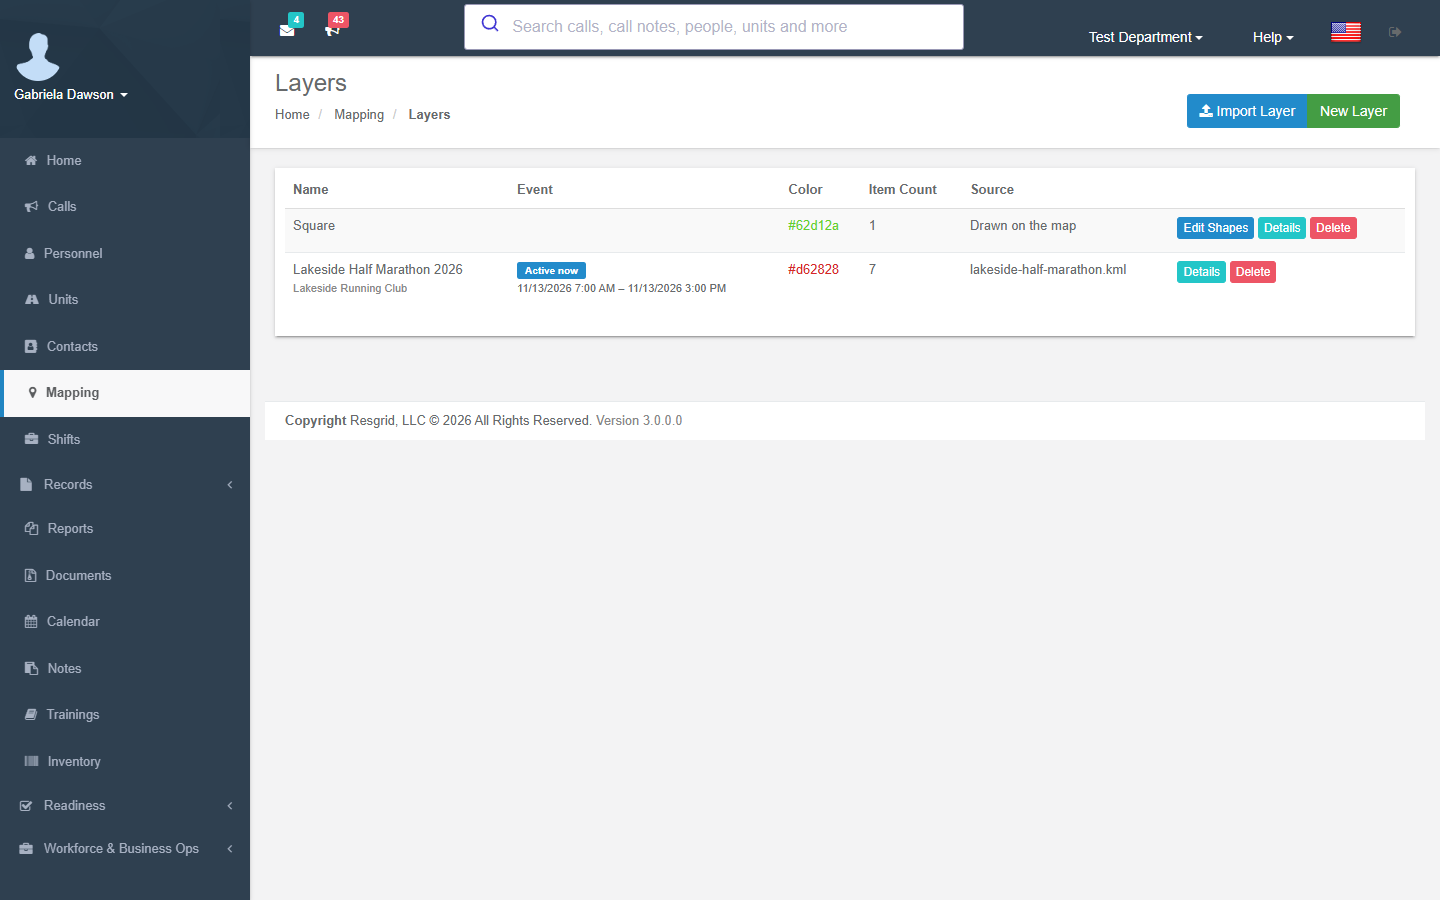 4
43
Search calls, call notes, people, units and more
Test Department
Help
Gabriela Dawson
Home
Calls
Personnel
Units
Contacts
Mapping
Shifts
Records
Reports
Documents
Calendar
Notes
Trainings
Inventory
Readiness
Workforce & Business Ops
Layers
Home / Mapping / Layers
Import Layer
New Layer
Name Event Color Item Count Source
Square #62d12a 1 Drawn on the map Edit Shapes Details Delete
Lakeside Half Marathon 2026 Active now #d62828 7 lakeside-half-marathon.kml Details Delete
Lakeside Running Club 11/13/2026 7:00 AM – 11/13/2026 3:00 PM
Copyright Resgrid, LLC © 2026 All Rights Reserved. Version 3.0.0.0